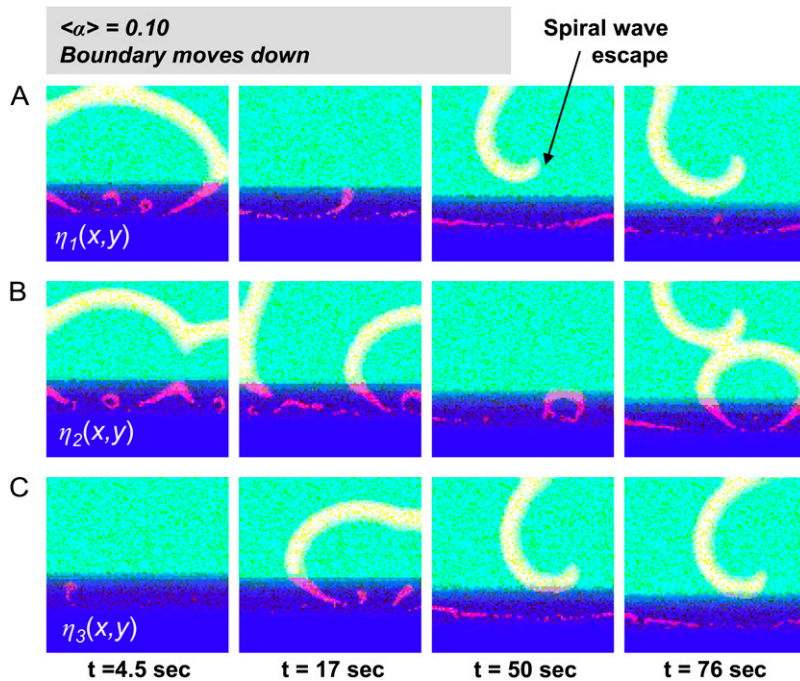 <α> = 0.10
Boundary moves down
Spiral wave
escape
A
η1(x,y)
B
η2(x,y)
C
η3(x,y)
t =4.5 sec
t = 17 sec
t = 50 sec
t = 76 sec